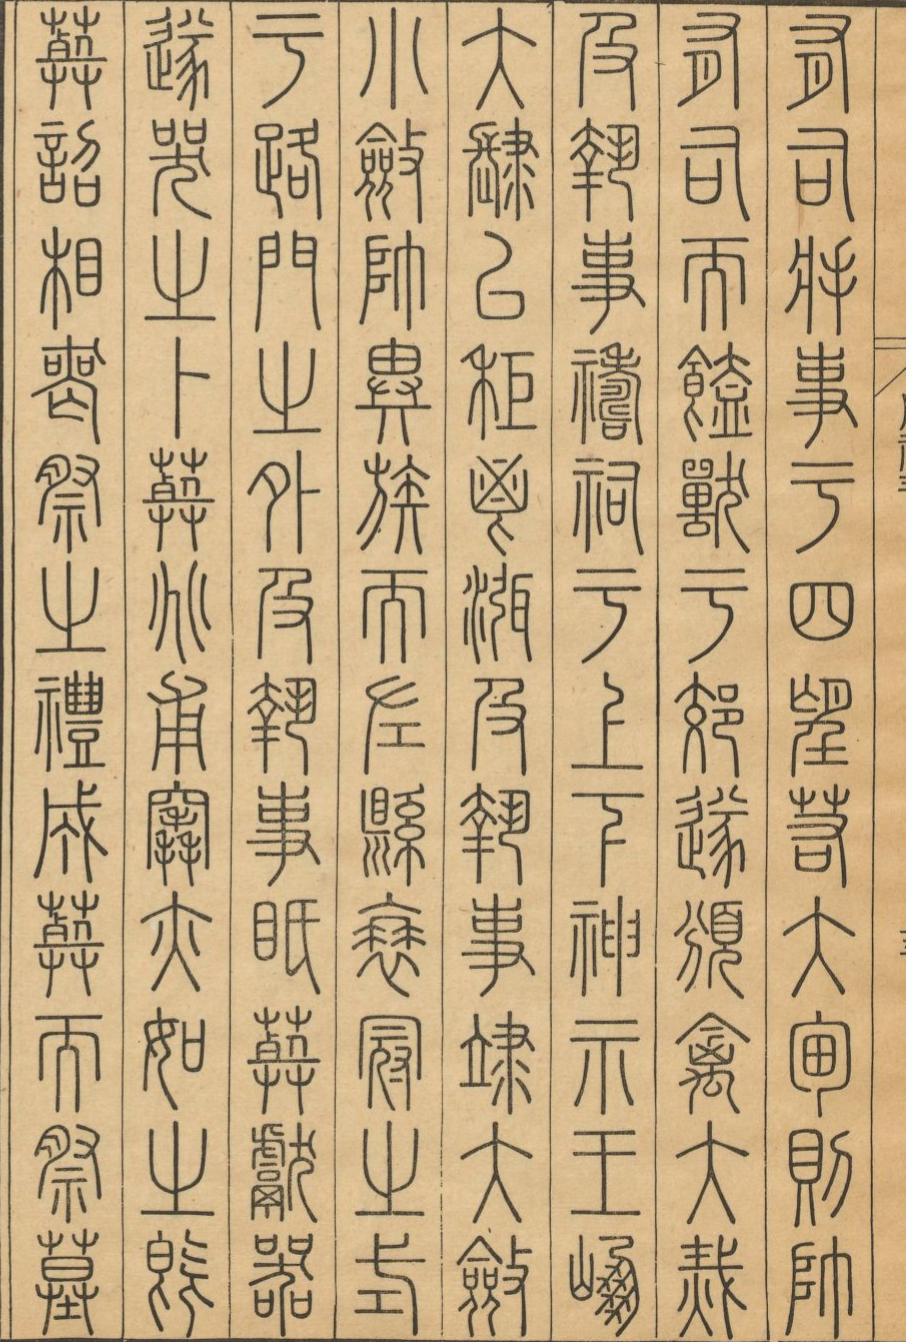 有司將事于四望若大甸則帥
有司而饁獸于郊遂頒禽大烖
及執事禱祠于上下神示王崩
大肆以秬鬯渳及執事涖大斂
小斂帥異族而佐縣衰冠之式
于路門之外及執事眡葬獻器
遂哭之卜葬兆甫竁亦如之既
葬詔相喪祭之禮成葬而祭墓